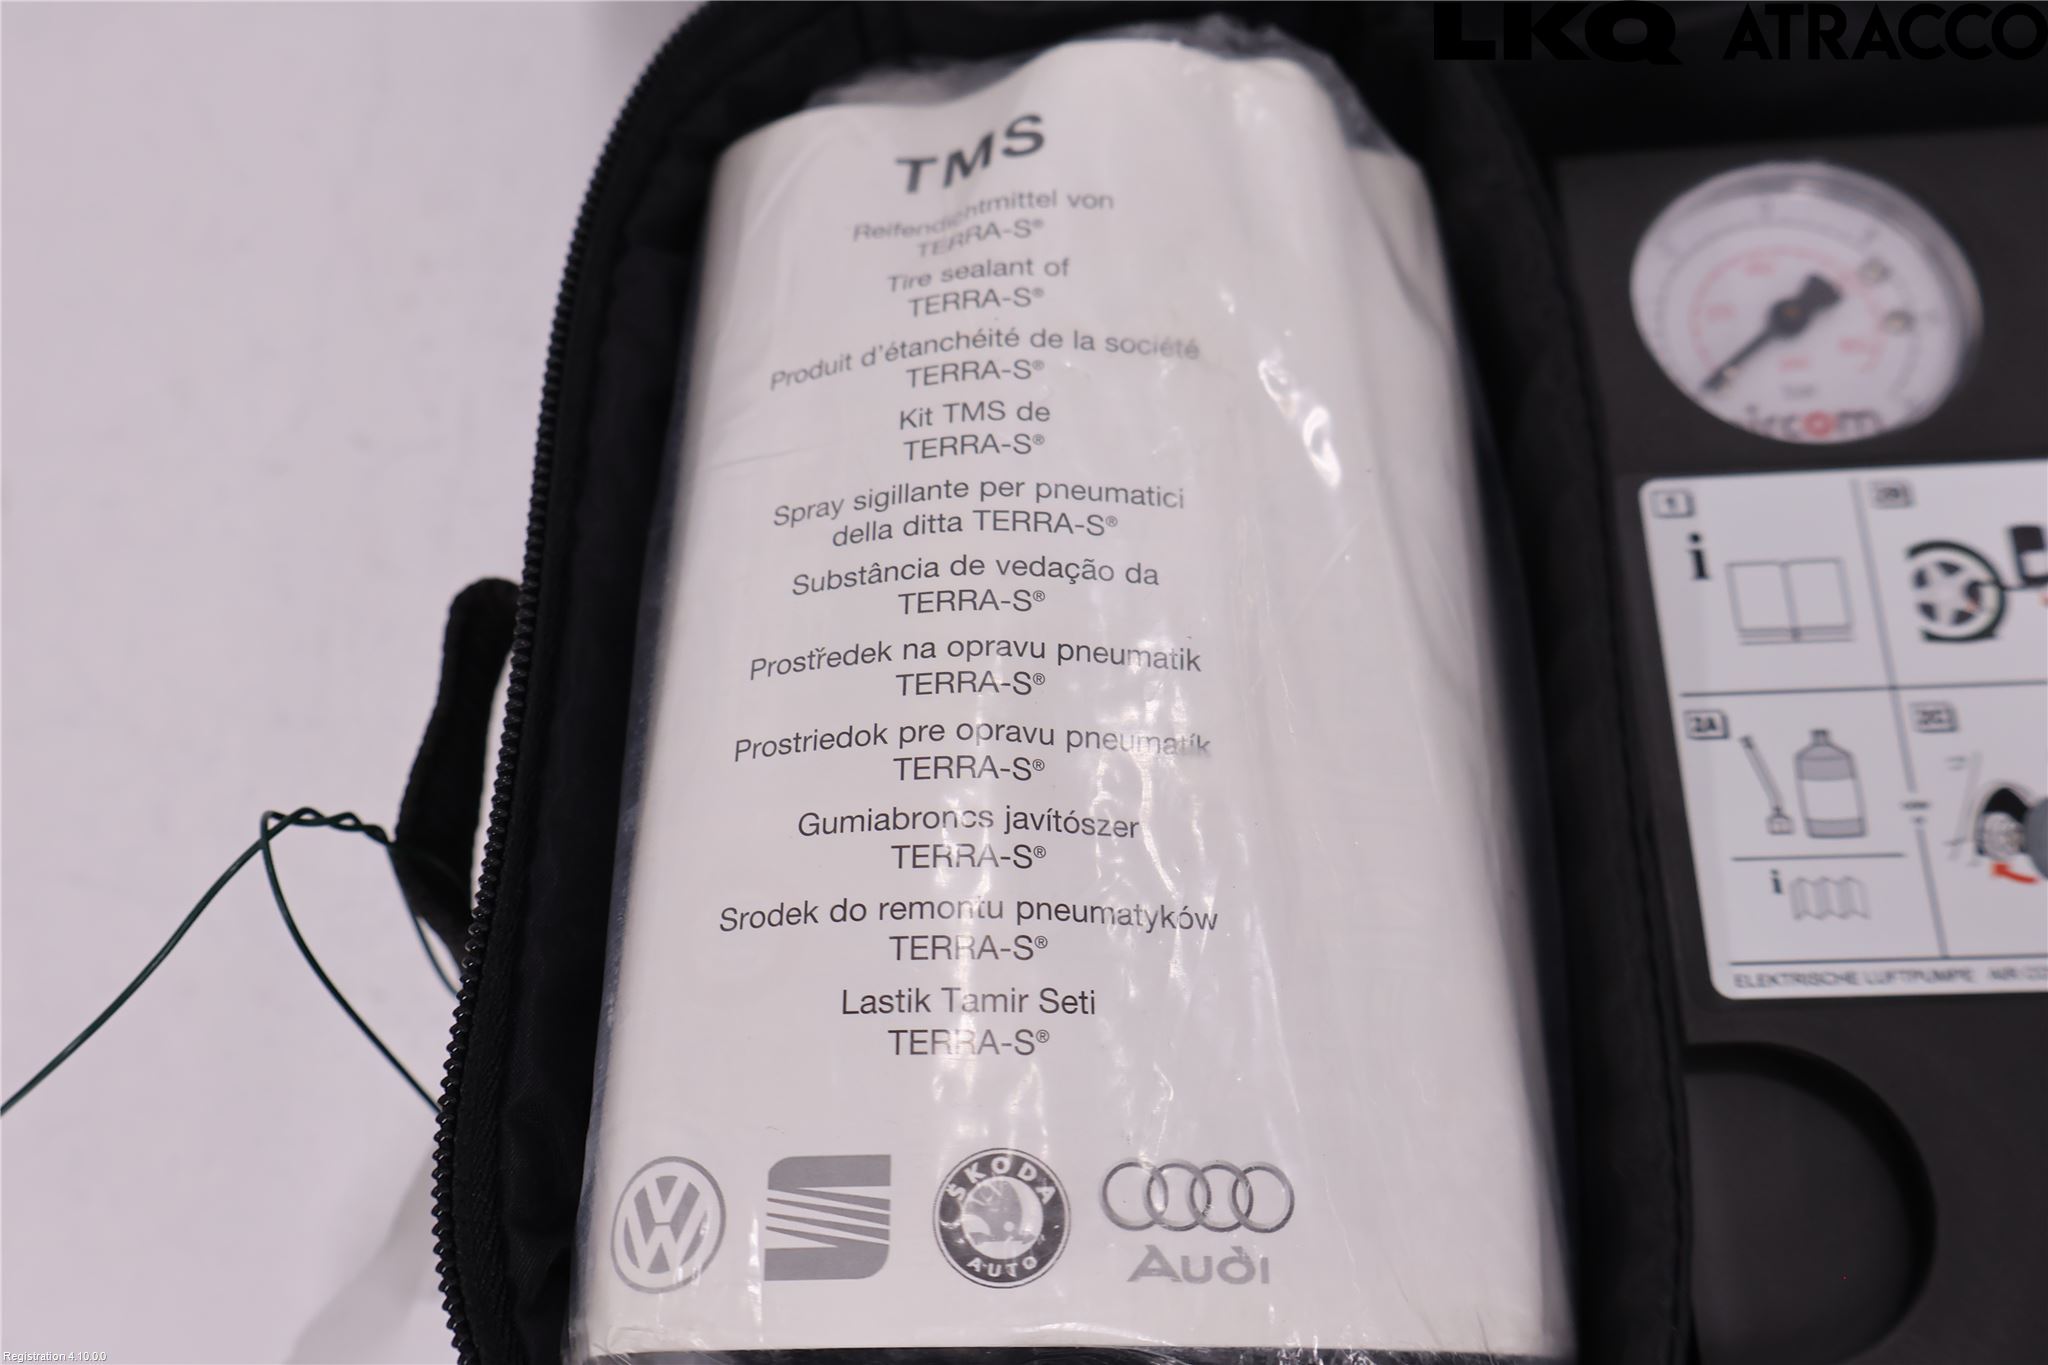 LKQ ATRACCO
TMS
Reifendichtmittel von
TERRA-S®
Tire sealant of
TERRA-S®
Produit d'étanchéité de la société
TERRA-S®
Kit TMS de
TERRA-S®
Spray sigillante per pneumatici
della ditta TERRA-S®
Substância de vedação da
TERRA-S®
Prostředek na opravu pneumatik
TERRA-S®
Prostriedok pre opravu pneumatík
TERRA-S®
Gumiabroncs javítószer
TERRA-S®
Srodek do remontu pneumatyków
TERRA-S®
Lastik Tamir Seti
TERRA-S®
ŠKODA
AUTO
Audi
1
i
2B
2A
2C
i
ELEKTRISCHE LUFTPUMPE
Registration 4.10.0.0